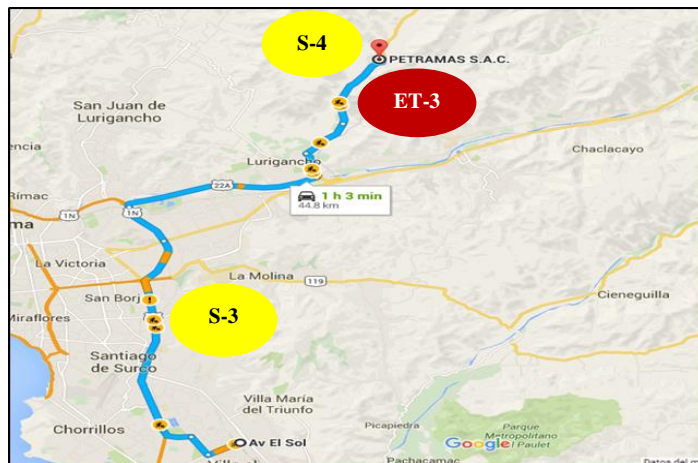 S-4
PETRAMAS S.A.C.
ET-3
San Juan de
Lurigancho
Lurigancho
Chaclacayo
Rímac
22A
1N
1N
1 h 3 min
44.8 km
La Victoria
La Molina
119
San Borj
Cieneguilla
Miraflores
S-3
Santiago
de Surco
Villa María
del Triunfo
Chorrillos
Av El Sol
Picapiedra
Parque
Metropolitano
el Paulet
Google
Pachacamac